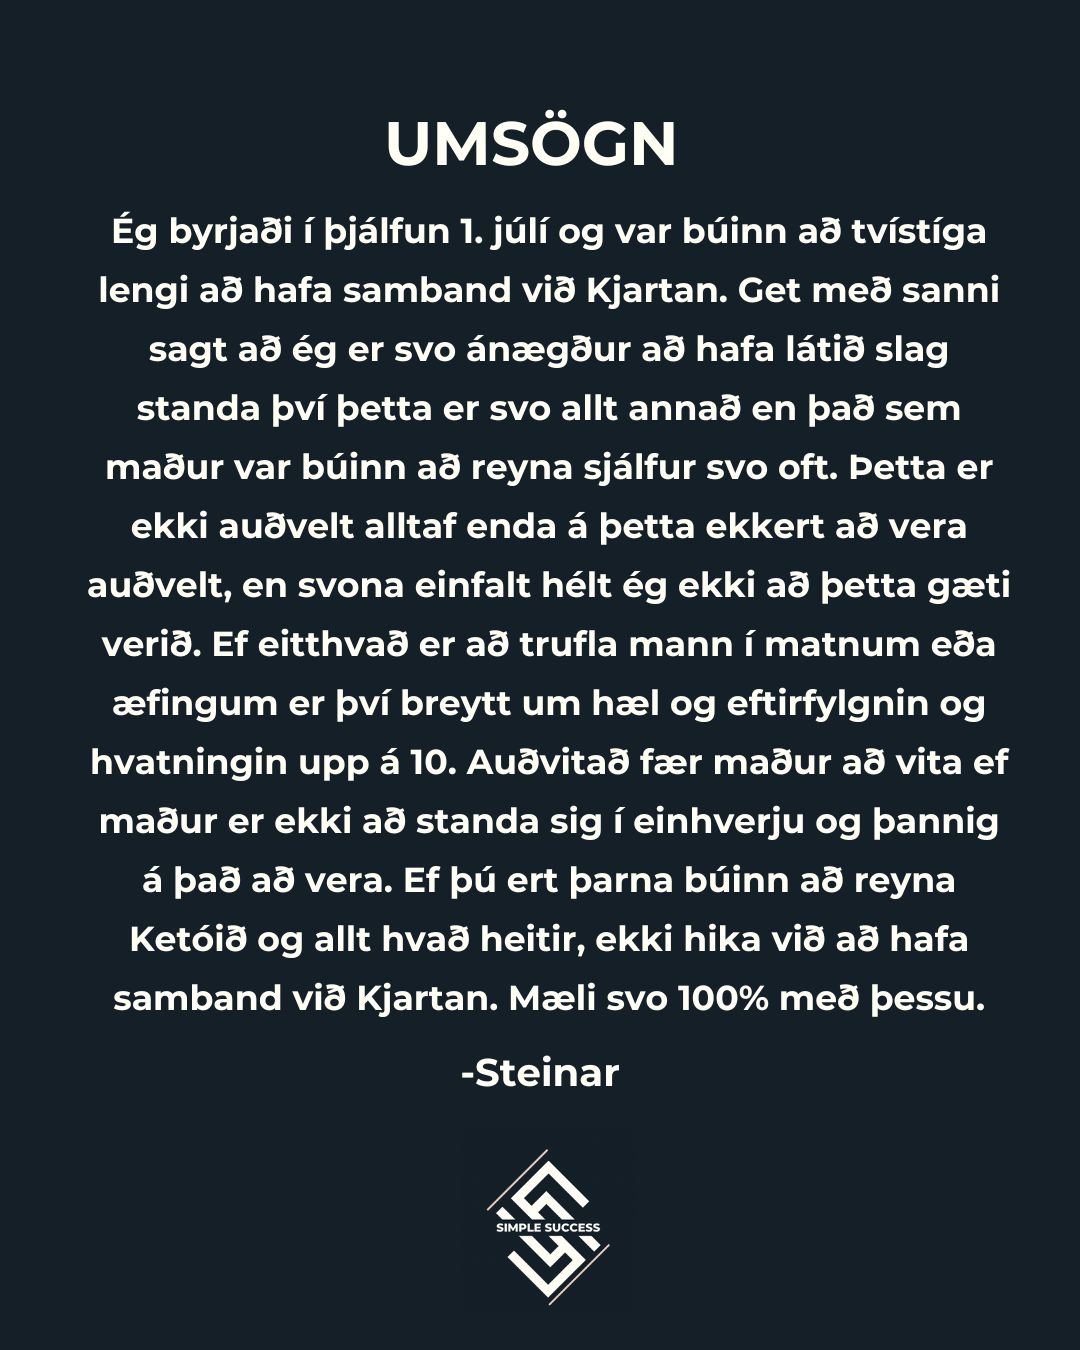 UMSÖGN
Ég byrjaði í þjálfun 1. júlí og var búinn að tvístíga
lengi að hafa samband við Kjartan. Get með sanni
sagt að ég er svo ánægður að hafa látið slag
standa því þetta er svo allt annað en það sem
maður var búinn að reyna sjálfur svo oft. Þetta er
ekki auðvelt alltaf enda á þetta ekkert að vera
auðvelt, en svona einfalt hélt ég ekki að þetta gæti
verið. Ef eitthvað er að trufla mann í matnum eða
æfingum er því breytt um hæl og eftirfylgnin og
hvatningin upp á 10. Auðvitað fær maður að vita ef
maður er ekki að standa sig í einhverju og þannig
á það að vera. Ef þú ert þarna búinn að reyna
Ketóið og allt hvað heitir, ekki hika við að hafa
samband við Kjartan. Mæli svo 100% með þessu.
-Steinar
SIMPLE SUCCESS